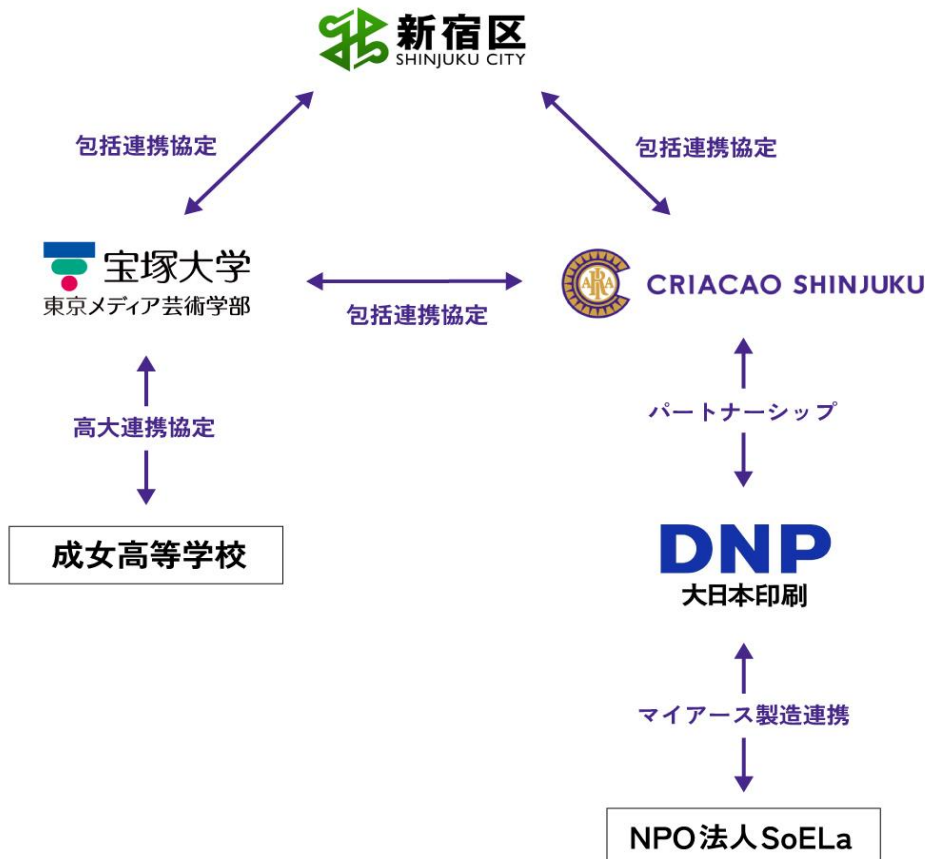 新宿区
SHINJUKU CITY
包括連携協定
包括連携協定
宝塚大学
東京メディア芸術学部
包括連携協定
CRIACAO SHINJUKU
高大連携協定
パートナーシップ
成女高等学校
DNP
大日本印刷
マイアース製造連携
NPO法人SoELa